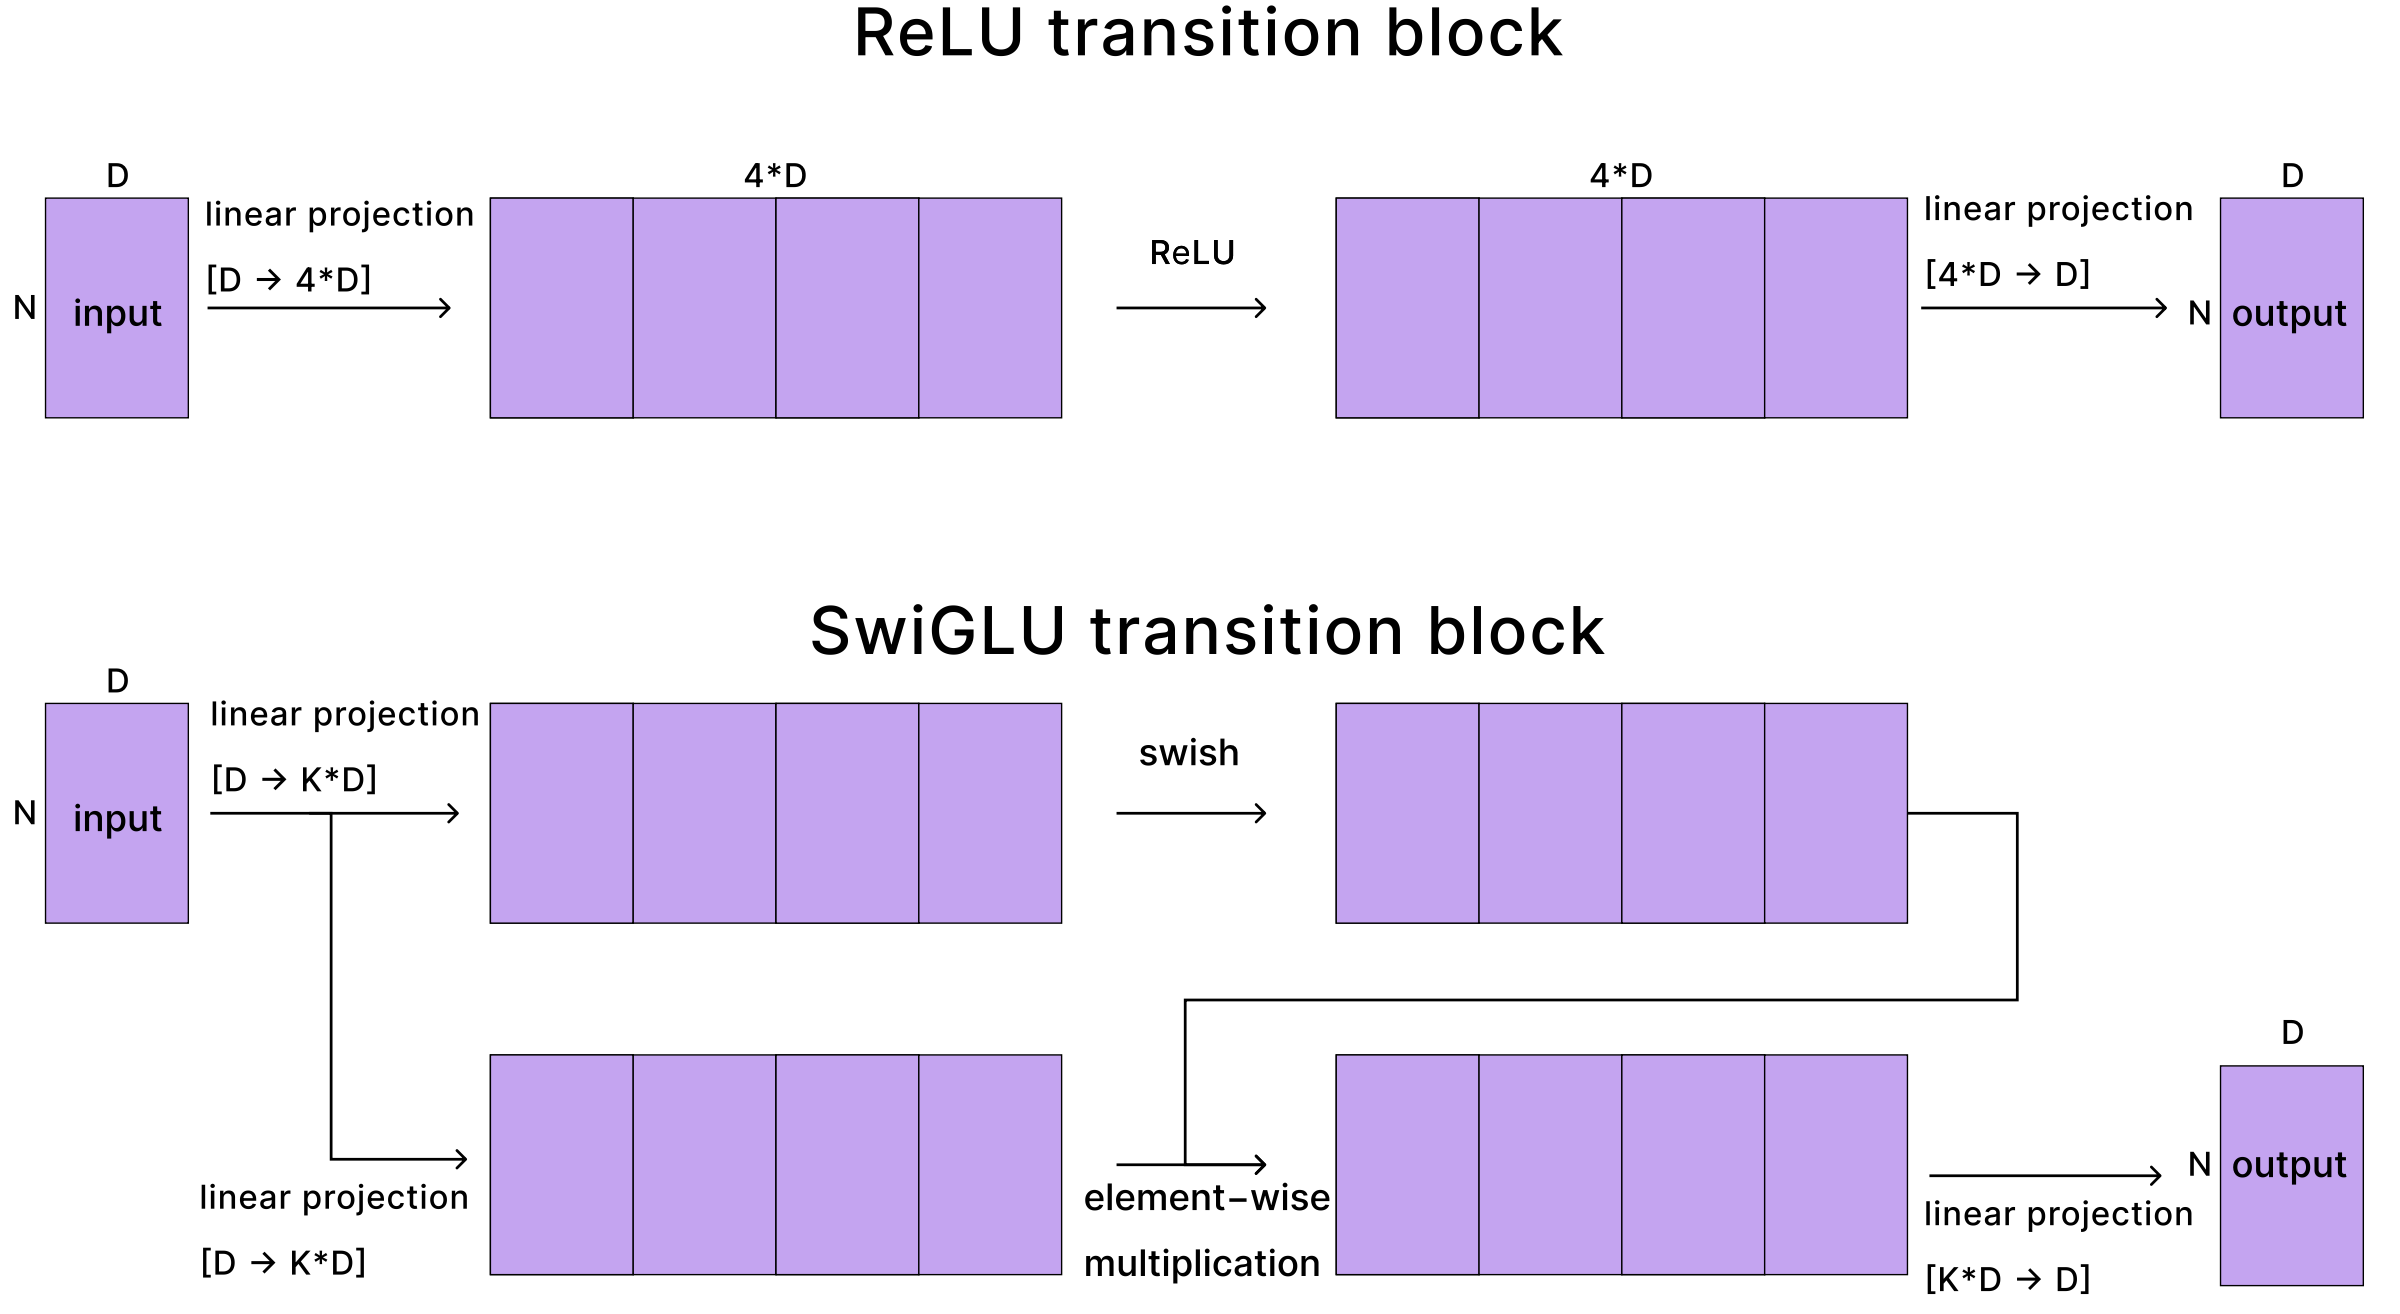 ReLU transition block
D
4*D
4*D
D
linear projection
[D → 4*D]
ReLU
linear projection
[4*D → D]
N
input
N
output
SwiGLU transition block
D
linear projection
[D → K*D]
swish
N
input
D
linear projection
[D → K*D]
element-wise
multiplication
N
output
linear projection
[K*D → D]